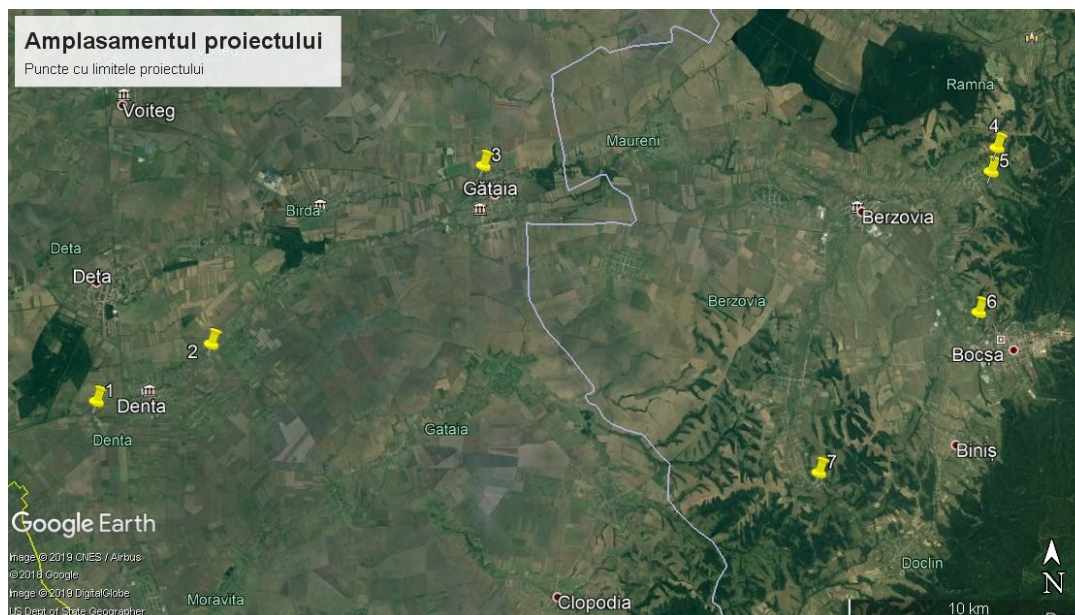 Amplasamentul proiectului
Puncte cu limitele proiectului
Voiteg
Ramna
4
Maureni
3
5
Gătaia
Birda
Berzovia
Deta
Deta
Berzovia
6
2
Bocșa
1
Denta
Gataia
Denta
Biniș
7
Google Earth
Image © 2019 CNES / Airbus
© 2018 Google
Image © 2019 DigitalGlobe
US Dept of State Geographer
Doclin
N
Moravita
Clopodia
10 km